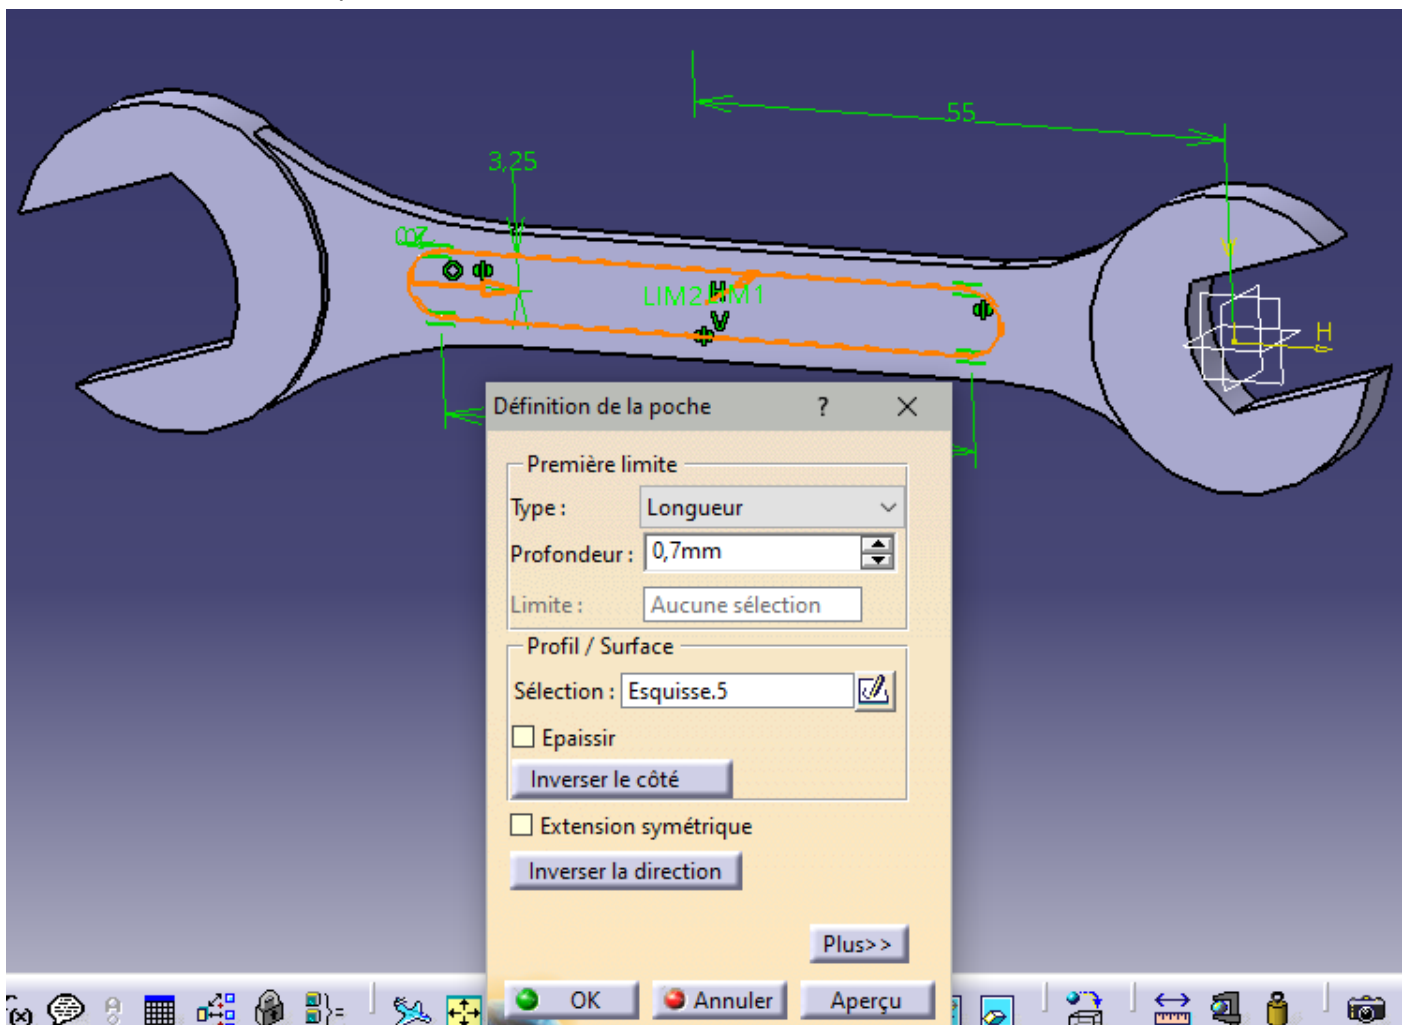 55
3,25
LIM2
H
V
V
H
Définition de la poche ? ×
Première limite
Type : Longueur
Profondeur : 0,7mm
Limite : Aucune sélection
Profil / Surface
Sélection : Esquisse.5
Epaissir
Inverser le côté
Extension symétrique
Inverser la direction
Plus>>
OK Annuler Aperçu